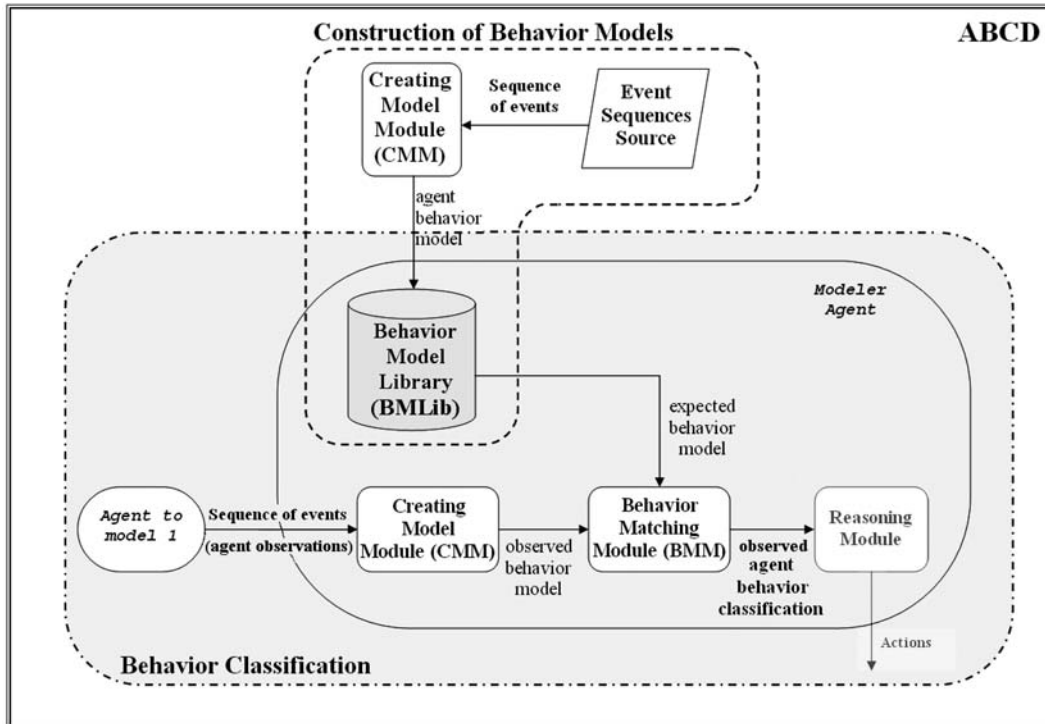 Construction of Behavior Models
ABCD
Creating
Model
Module
(CMM)
Sequence
of events
Event
Sequences
Source
agent
behavior
model
Modeler
Agent
Behavior
Model
Library
(BMLib)
expected
behavior
model
Agent to
model 1
Sequence of events
(agent observations)
Creating
Model
Module (CMM)
observed
behavior
model
Behavior
Matching
Module (BMM)
observed
agent
behavior
classification
Reasoning
Module
Actions
Behavior Classification